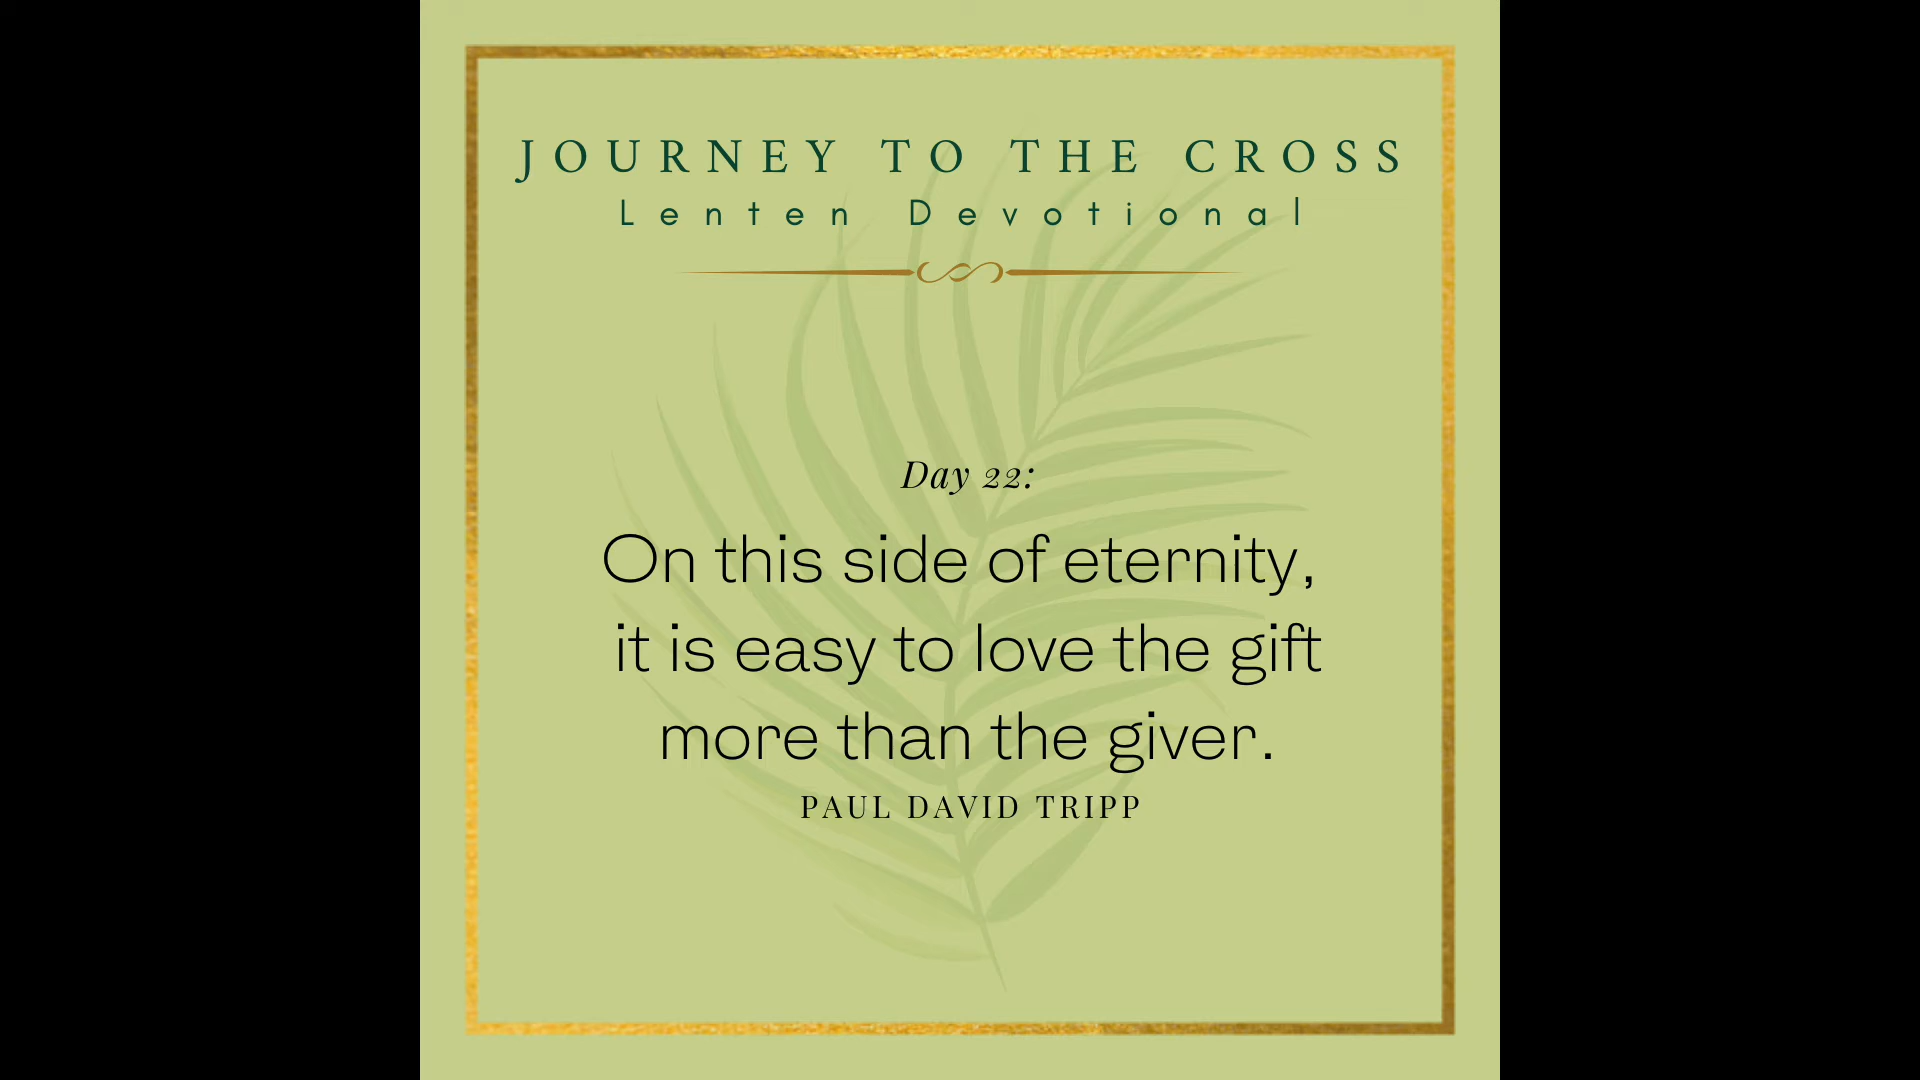 JOURNEY TO THE CROSS
Lenten Devotional
Day 22:
On this side of eternity,
it is easy to love the gift
more than the giver.
PAUL DAVID TRIPP